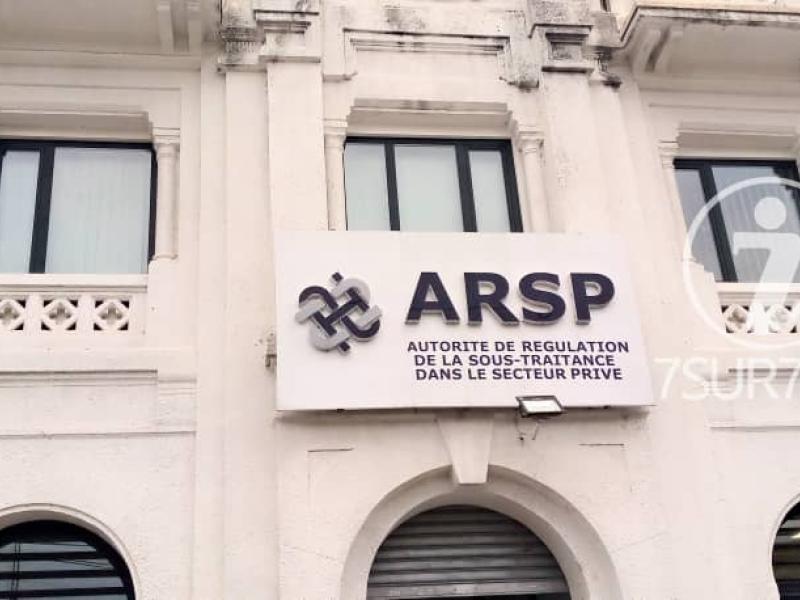 ARSP
AUTORITE DE REGULATION
DE LA SOUS-TRAITANCE
DANS LE SECTEUR PRIVE
7SUR7